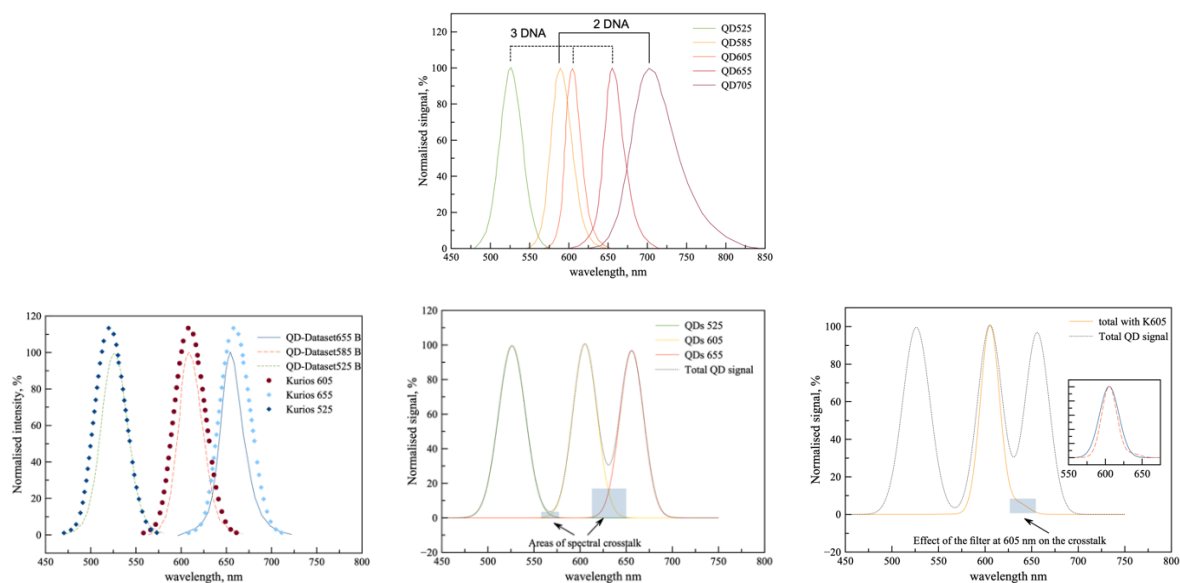 3 DNA
2 DNA
QD525
QD585
QD605
QD655
QD705
Normalised singnal, %
120
100
80
60
40
20
0
450 500 550 600 650 700 750 800 850
wavelength, nm
QD-Dataset655 B
QD-Dataset585 B
QD-Dataset525 B
Kurios 605
Kurios 655
Kurios 525
Normalised intensity, %
120
100
80
60
40
20
0
450 500 550 600 650 700 750
wavelength, nm
QDs 525
QDs 605
QDs 655
Total QD signal
Normalised signal, %
120
100
80
60
40
20
0
−20
Areas of spectral crosstalk
450 500 550 600 650 700 750 800
wavelength, nm
total with K605
Total QD signal
Normalised signal, %
120
100
80
60
40
20
0
−20
550 600 650
Effect of the filter at 605 nm on the crosstalk
450 500 550 600 650 700 750 800
wavelength, nm